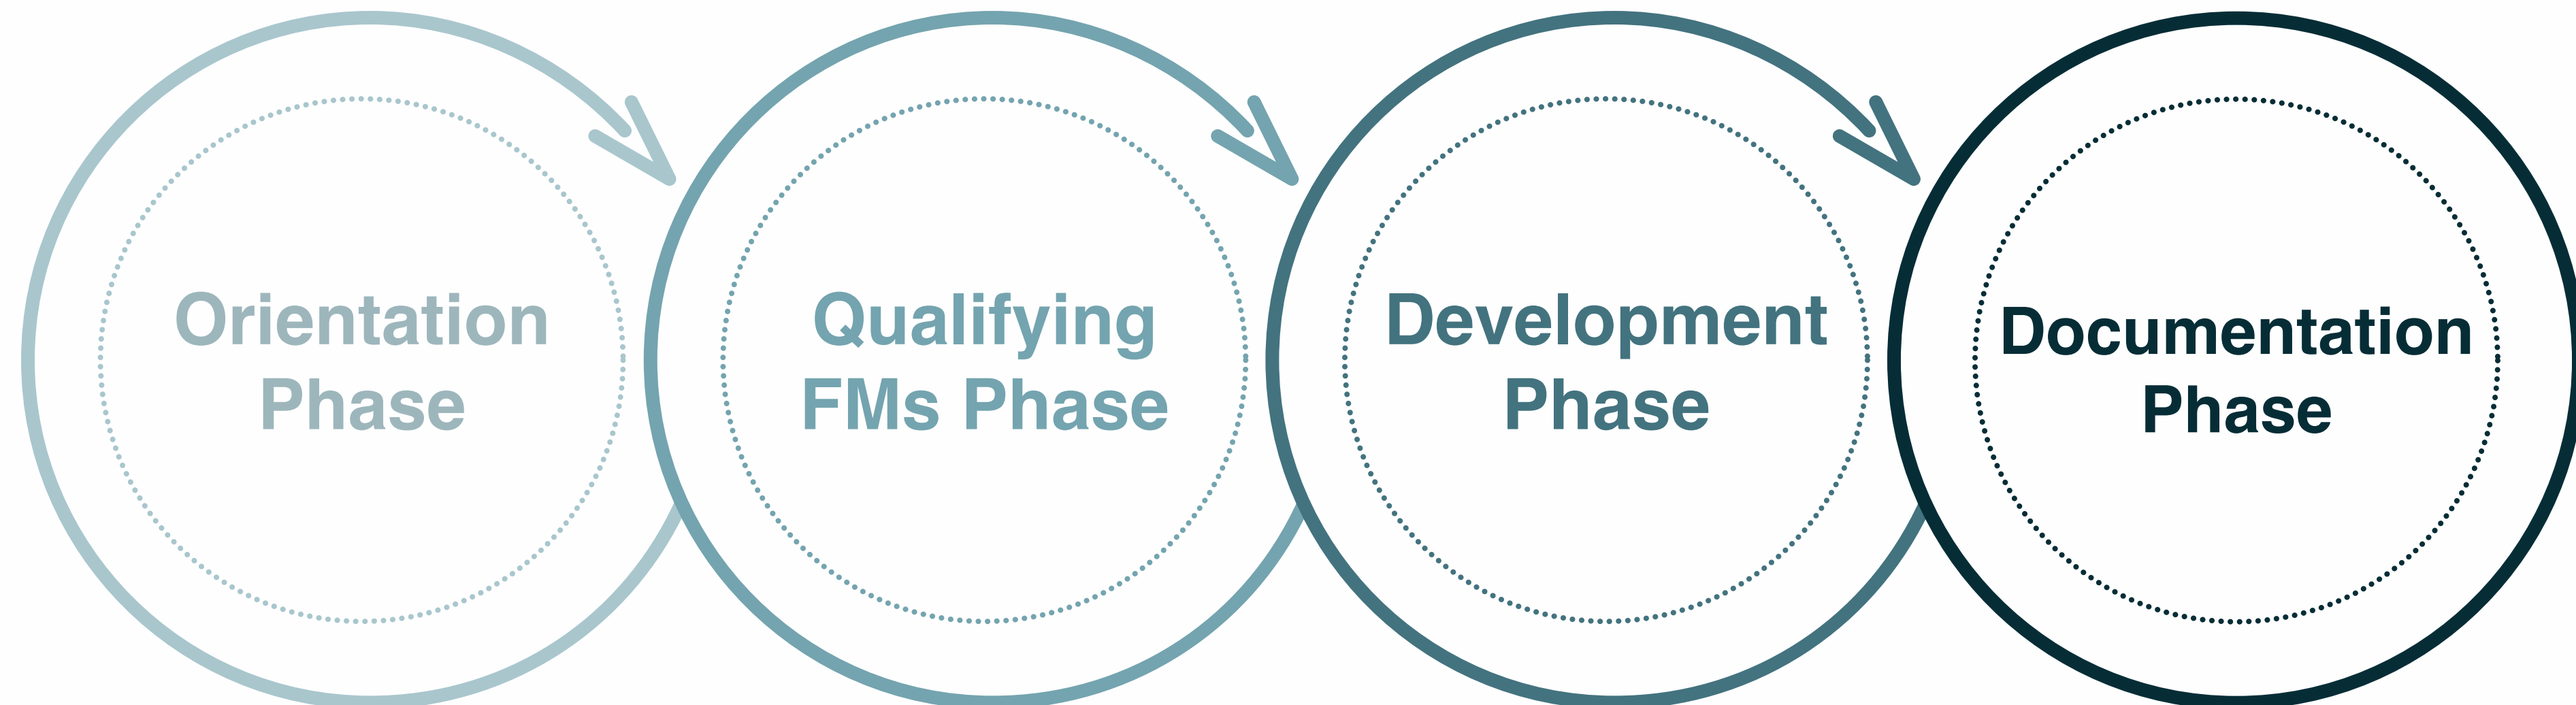 Orientation
Phase
Qualifying
FMs Phase
Development
Phase
Documentation
Phase